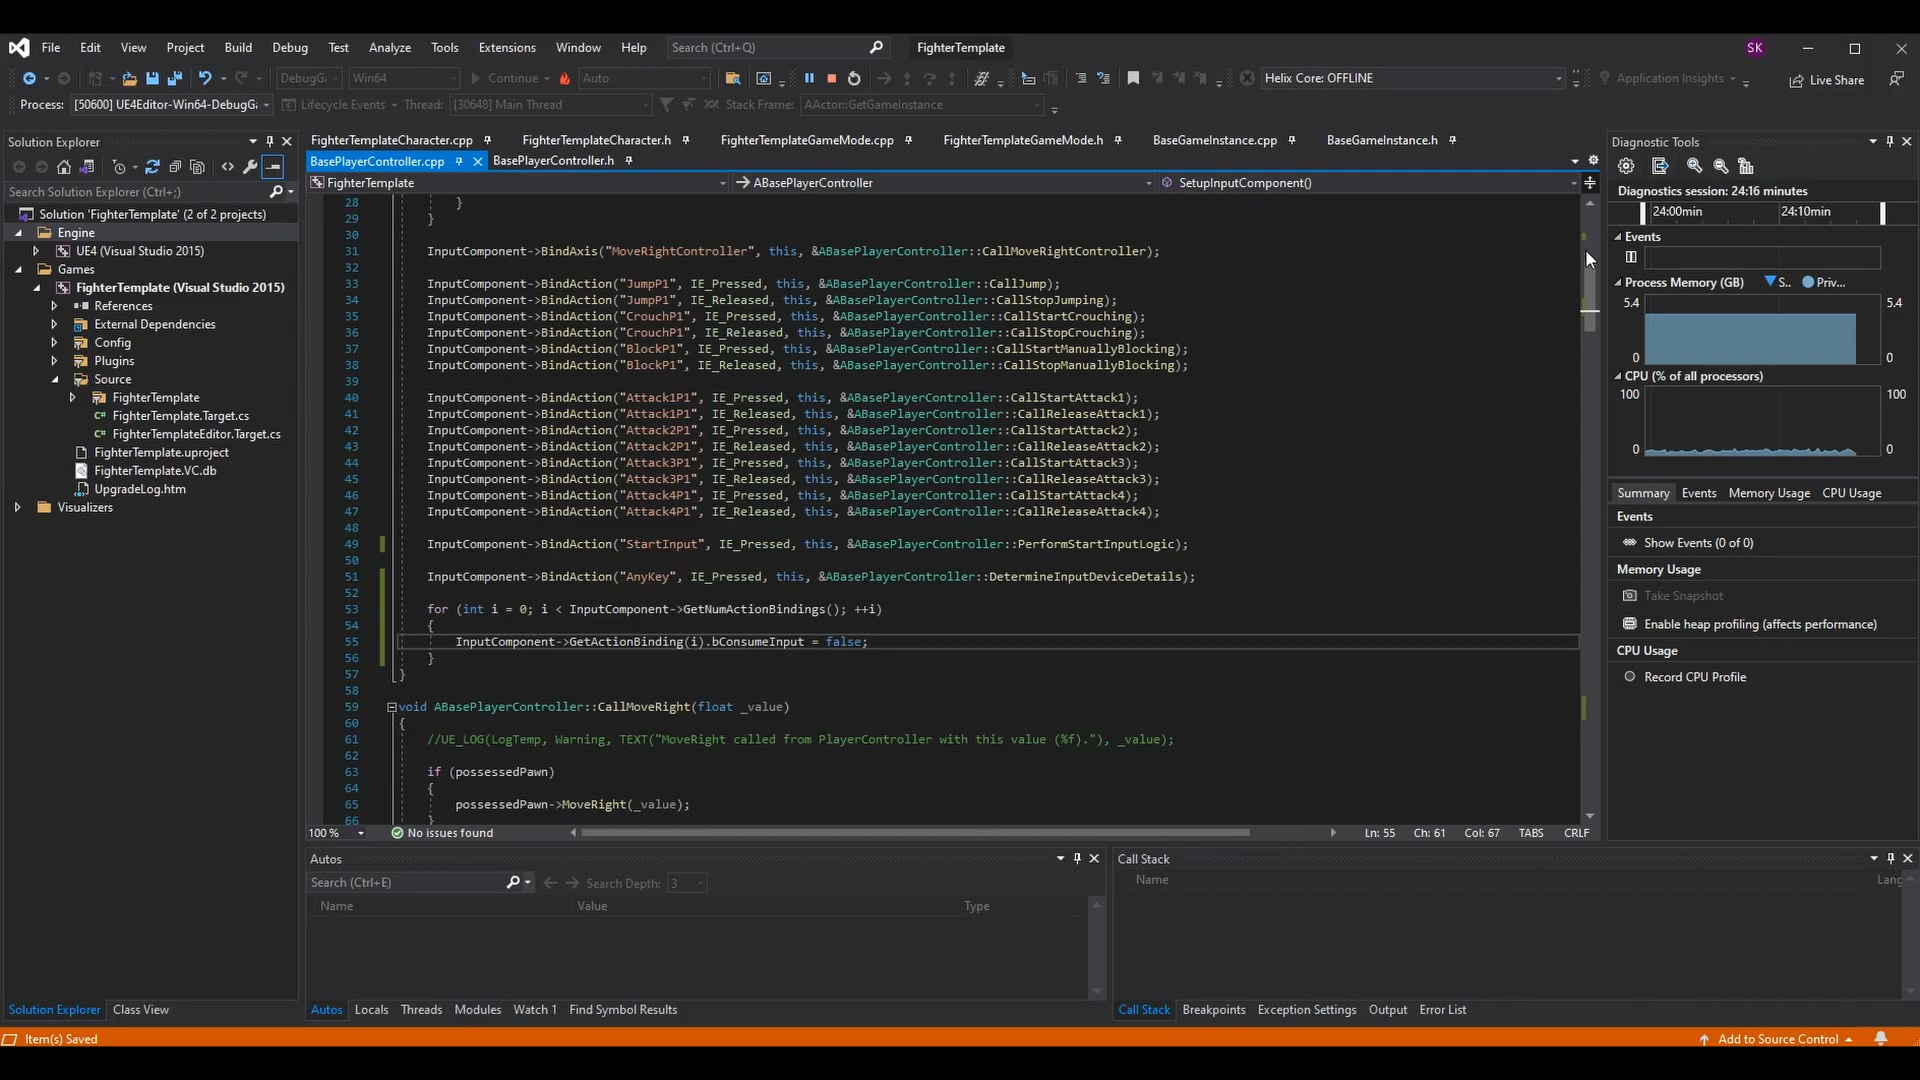 File Edit View Project Build Debug Test Analyze Tools Extensions Window Help Search (Ctrl+Q) FighterTemplate SK
DebugG Win64 Continue Auto Helix Core: OFFLINE Application Insights Live Share
Process: [50600] UE4Editor-Win64-DebugGa Lifecycle Events Thread: [30648] Main Thread Stack Frame: AActor::GetGameInstance
Solution Explorer
Search Solution Explorer (Ctrl+;)
Solution 'FighterTemplate' (2 of 2 projects)
Engine
UE4 (Visual Studio 2015)
Games
FighterTemplate (Visual Studio 2015)
References
External Dependencies
Config
Plugins
Source
FighterTemplate
FighterTemplate.Target.cs
FighterTemplateEditor.Target.cs
FighterTemplate.uproject
FighterTemplate.VC.db
UpgradeLog.htm
Visualizers
Solution Explorer Class View
FighterTemplateCharacter.cpp FighterTemplateCharacter.h FighterTemplateGameMode.cpp FighterTemplateGameMode.h BaseGameInstance.cpp BaseGameInstance.h
BasePlayerController.cpp BasePlayerController.h
FighterTemplate ABasePlayerController SetupInputComponent()
28 }
29 }
30
31 InputComponent->BindAxis("MoveRightController", this, &ABasePlayerController::CallMoveRightController);
32
33 InputComponent->BindAction("JumpP1", IE_Pressed, this, &ABasePlayerController::CallJump);
34 InputComponent->BindAction("JumpP1", IE_Released, this, &ABasePlayerController::CallStopJumping);
35 InputComponent->BindAction("CrouchP1", IE_Pressed, this, &ABasePlayerController::CallStartCrouching);
36 InputComponent->BindAction("CrouchP1", IE_Released, this, &ABasePlayerController::CallStopCrouching);
37 InputComponent->BindAction("BlockP1", IE_Pressed, this, &ABasePlayerController::CallStartManuallyBlocking);
38 InputComponent->BindAction("BlockP1", IE_Released, this, &ABasePlayerController::CallStopManuallyBlocking);
39
40 InputComponent->BindAction("Attack1P1", IE_Pressed, this, &ABasePlayerController::CallStartAttack1);
41 InputComponent->BindAction("Attack1P1", IE_Released, this, &ABasePlayerController::CallReleaseAttack1);
42 InputComponent->BindAction("Attack2P1", IE_Pressed, this, &ABasePlayerController::CallStartAttack2);
43 InputComponent->BindAction("Attack2P1", IE_Released, this, &ABasePlayerController::CallReleaseAttack2);
44 InputComponent->BindAction("Attack3P1", IE_Pressed, this, &ABasePlayerController::CallStartAttack3);
45 InputComponent->BindAction("Attack3P1", IE_Released, this, &ABasePlayerController::CallReleaseAttack3);
46 InputComponent->BindAction("Attack4P1", IE_Pressed, this, &ABasePlayerController::CallStartAttack4);
47 InputComponent->BindAction("Attack4P1", IE_Released, this, &ABasePlayerController::CallReleaseAttack4);
48
49 InputComponent->BindAction("StartInput", IE_Pressed, this, &ABasePlayerController::PerformStartInputLogic);
50
51 InputComponent->BindAction("AnyKey", IE_Pressed, this, &ABasePlayerController::DetermineInputDeviceDetails);
52
53 for (int i = 0; i < InputComponent->GetNumActionBindings(); ++i)
54 {
55 InputComponent->GetActionBinding(i).bConsumeInput = false;
56 }
57 }
58
59 void ABasePlayerController::CallMoveRight(float _value)
60 {
61 //UE_LOG(LogTemp, Warning, TEXT("MoveRight called from PlayerController with this value (%f)."), _value);
62
63 if (possessedPawn)
64 {
65 possessedPawn->MoveRight(_value);
66 }
100 % No issues found Ln: 55 Ch: 61 Col: 67 TABS CRLF
Autos
Search (Ctrl+E) Search Depth: 3
Name Value Type
Autos Locals Threads Modules Watch 1 Find Symbol Results
Call Stack
Name Lang
Call Stack Breakpoints Exception Settings Output Error List
Diagnostic Tools
Diagnostics session: 24:16 minutes
24:00min 24:10min
Events
Process Memory (GB) S.. Priv...
5.4 5.4
0 0
CPU (% of all processors)
100 100
0 0
Summary Events Memory Usage CPU Usage
Events
Show Events (0 of 0)
Memory Usage
Take Snapshot
Enable heap profiling (affects performance)
CPU Usage
Record CPU Profile
Item(s) Saved Add to Source Control